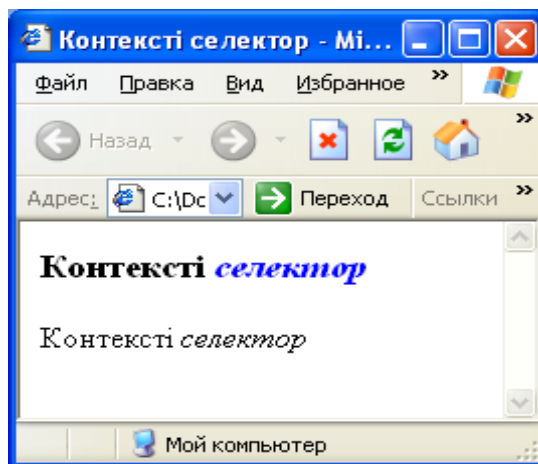 Контексті селектор - Mi...
Файл Правка Вид Избранное »
Назад »
Адрес: C:\Dc Переход Ссылки »
Контексті селектор
Контексті селектор
Мой компьютер